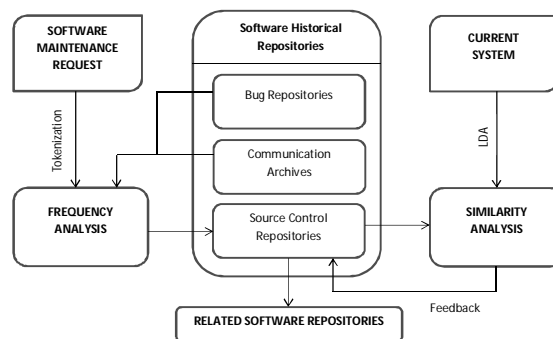 SOFTWARE
MAINTENANCE
REQUEST
Software Historical
Repositories
CURRENT
SYSTEM
Bug Repositories
Tokenization
LDA
Communication
Archives
FREQUENCY
ANALYSIS
Source Control
Repositories
SIMILARITY
ANALYSIS
Feedback
RELATED SOFTWARE REPOSITORIES